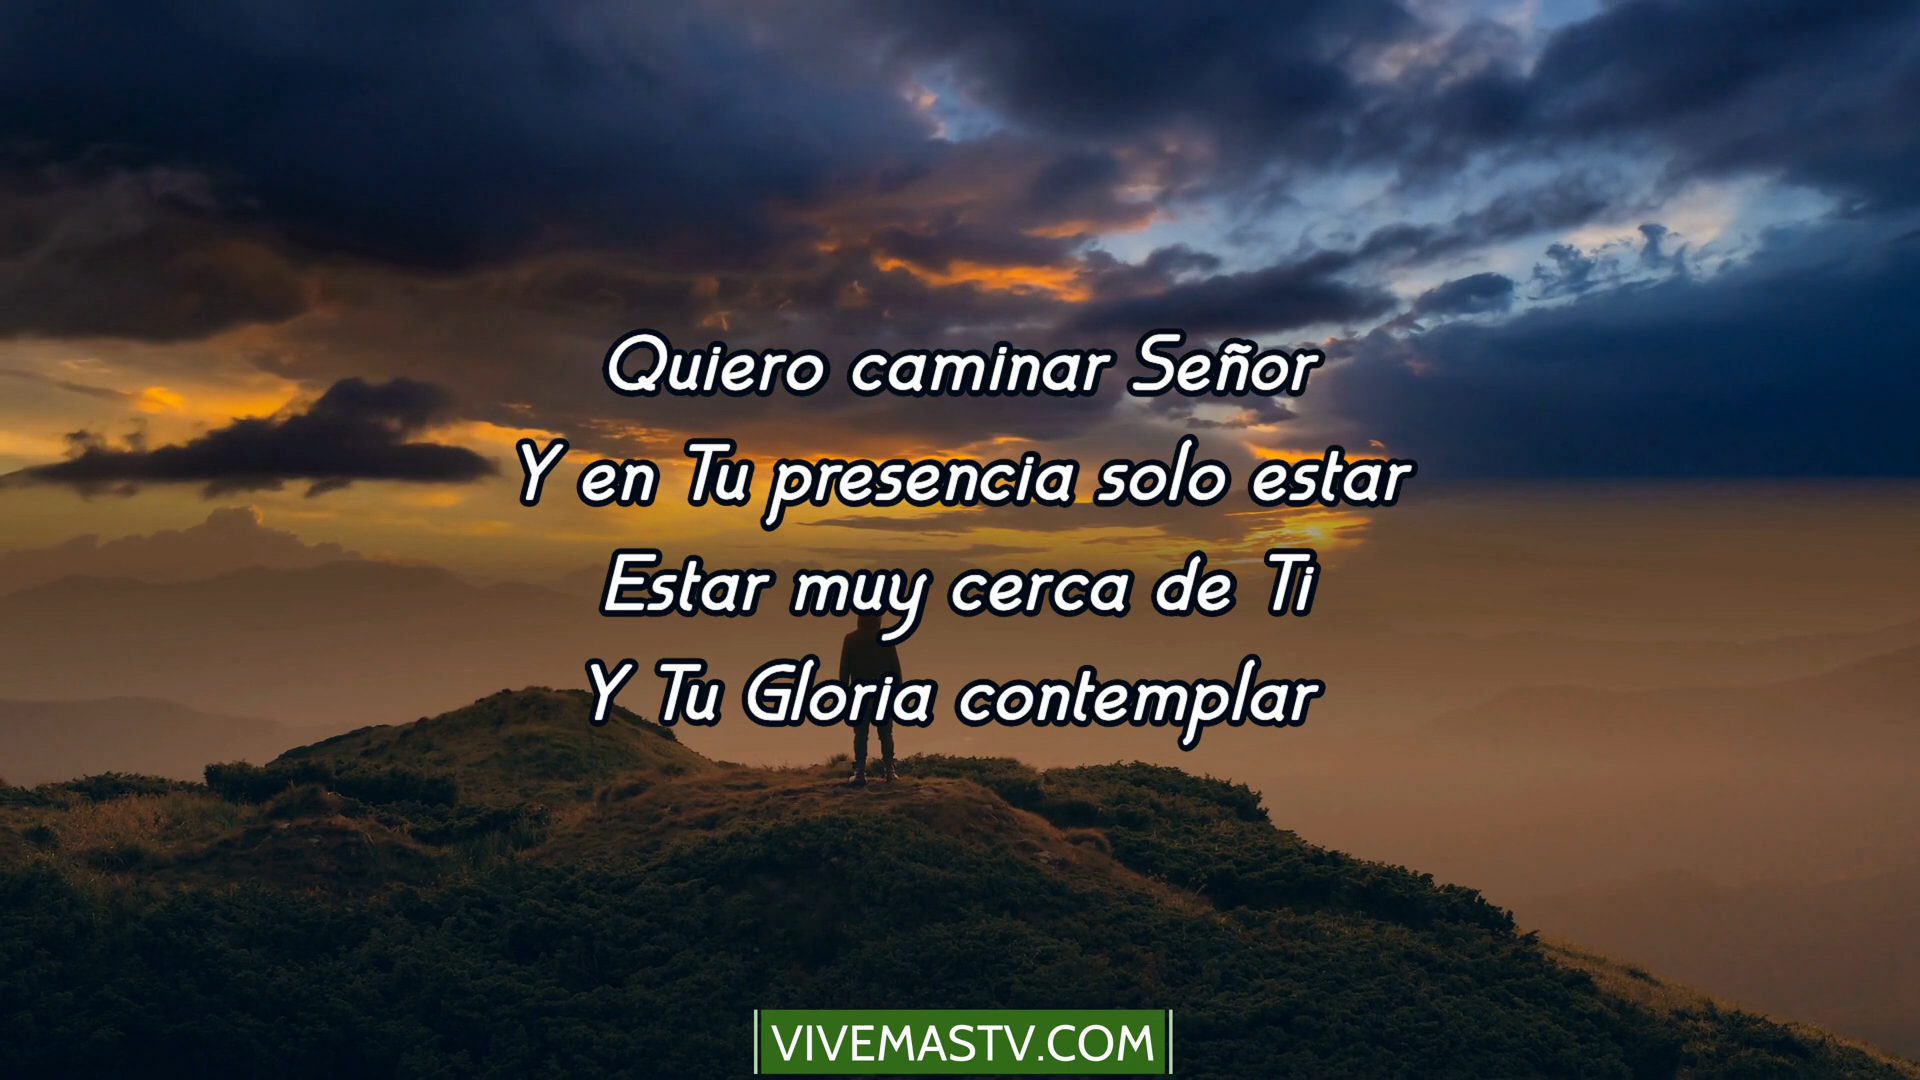 Quiero caminar Señor
Y en Tu presencia solo estar
Estar muy cerca de Ti
Y Tu Gloria contemplar
VIVEMASTV.COM